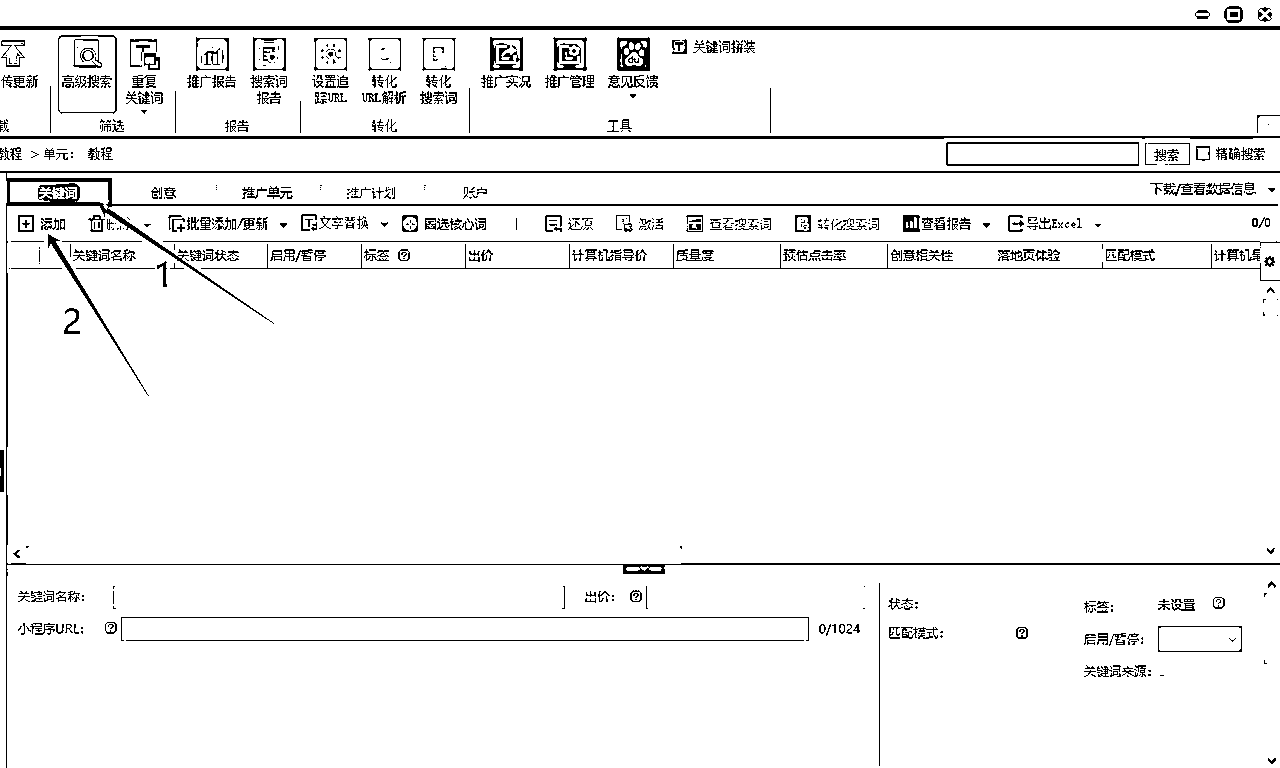 传更新 高级搜索 重复关键词 推广报告 搜索词报告 设置追踪URL 转化URL解析 转化搜索词 推广实况 推广管理 意见反馈 关键词拼装
载 筛选 报告 转化 工具
教程 > 单元： 教程 搜索 精确搜索
关键词 创意 推广单元 推广计划 账户 下载/查看数据信息
添加 批量添加/更新 文字替换 圈选核心词 还原 激活 查看搜索词 转化搜索词 查看报告 导出Excel 0/0
关键词名称 关键词状态 启用/暂停 标签 出价 计算机指导价 质量度 预估点击率 创意相关性 落地页体验 匹配模式
1
2
关键词名称： 出价： 状态： 标签： 未设置
小程序URL: 0/1024 匹配模式： 启用/暂停：
关键词来源： -